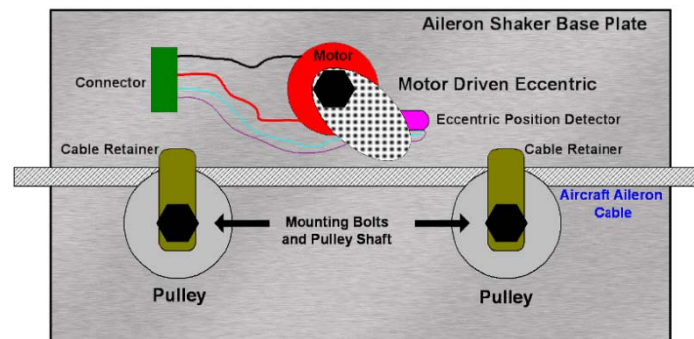 Aileron Shaker Base Plate
Motor
Connector
Motor Driven Eccentric
Eccentric Position Detector
Cable Retainer
Cable Retainer
Aircraft Aileron
Cable
Mounting Bolts
and Pulley Shaft
Pulley
Pulley